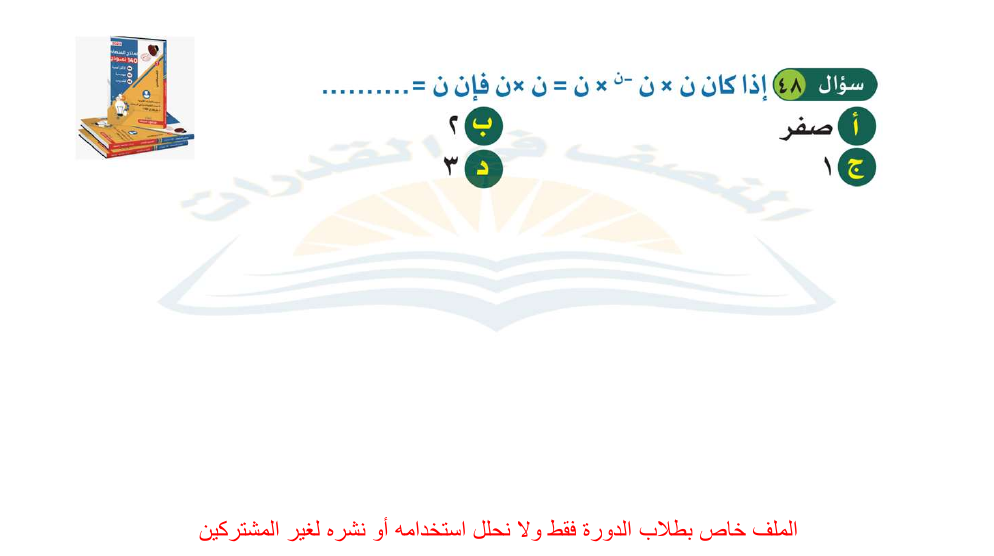 سؤال ٤٨ إذا كان ن × ن ⁻ᶥ × ن = ن ×ن فإن ن = ..........
أ صفر
ب ٢
ج ١
د ٣
المنصف في القدرات
الملف خاص بطلاب الدورة فقط ولا نحلل استخدامه أو نشره لغير المشتركين